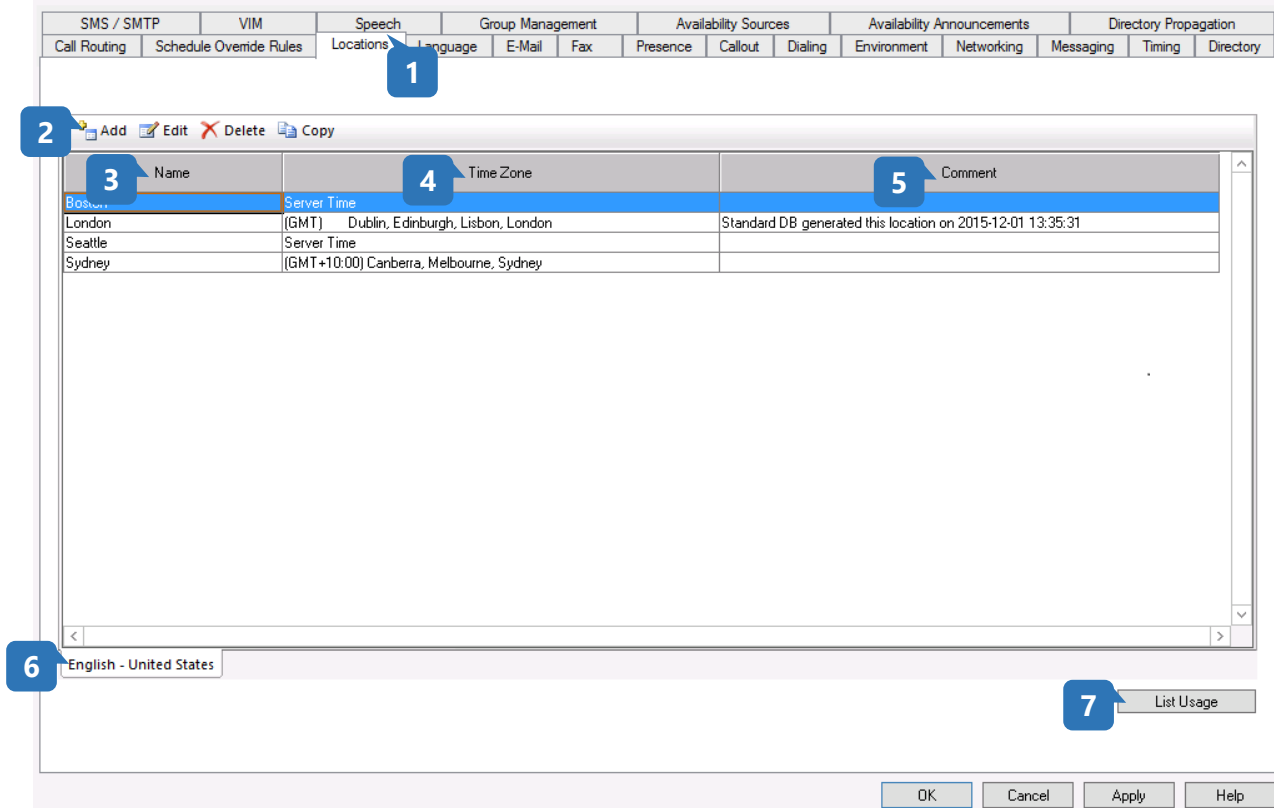 SMS / SMTP VIM Speech Group Management Availability Sources Availability Announcements Directory Propagation
Call Routing Schedule Override Rules Locations Language E-Mail Fax Presence Callout Dialing Environment Networking Messaging Timing Directory
1
2 Add Edit Delete Copy
3 Name 4 Time Zone 5 Comment
Boston Server Time
London (GMT) Dublin, Edinburgh, Lisbon, London Standard DB generated this location on 2015-12-01 13:35:31
Seattle Server Time
Sydney (GMT+10:00) Canberra, Melbourne, Sydney
6 English - United States
7 List Usage
OK Cancel Apply Help